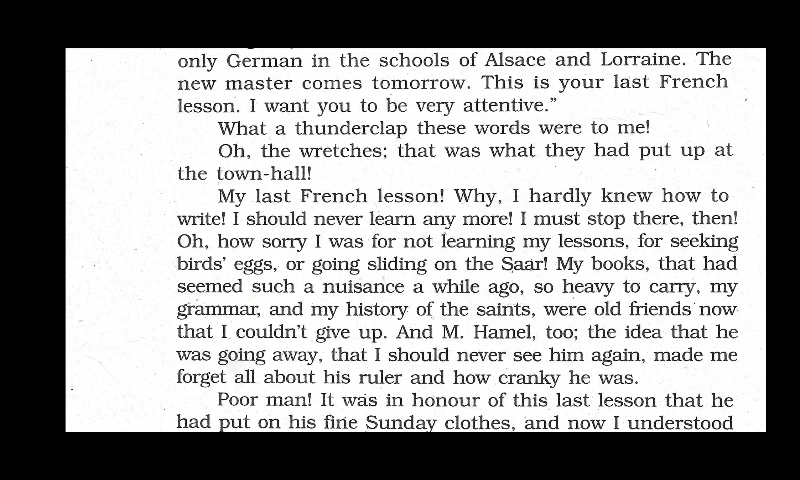 only German in the schools of Alsace and Lorraine. The
new master comes tomorrow. This is your last French
lesson. I want you to be very attentive.”
What a thunderclap these words were to me!
Oh, the wretches; that was what they had put up at
the town-hall!
My last French lesson! Why, I hardly knew how to
write! I should never learn any more! I must stop there, then!
Oh, how sorry I was for not learning my lessons, for seeking
birds’ eggs, or going sliding on the Saar! My books, that had
seemed such a nuisance a while ago, so heavy to carry, my
grammar, and my history of the saints, were old friends now
that I couldn’t give up. And M. Hamel, too; the idea that he
was going away, that I should never see him again, made me
forget all about his ruler and how cranky he was.
Poor man! It was in honour of this last lesson that he
had put on his fine Sunday clothes, and now I understood